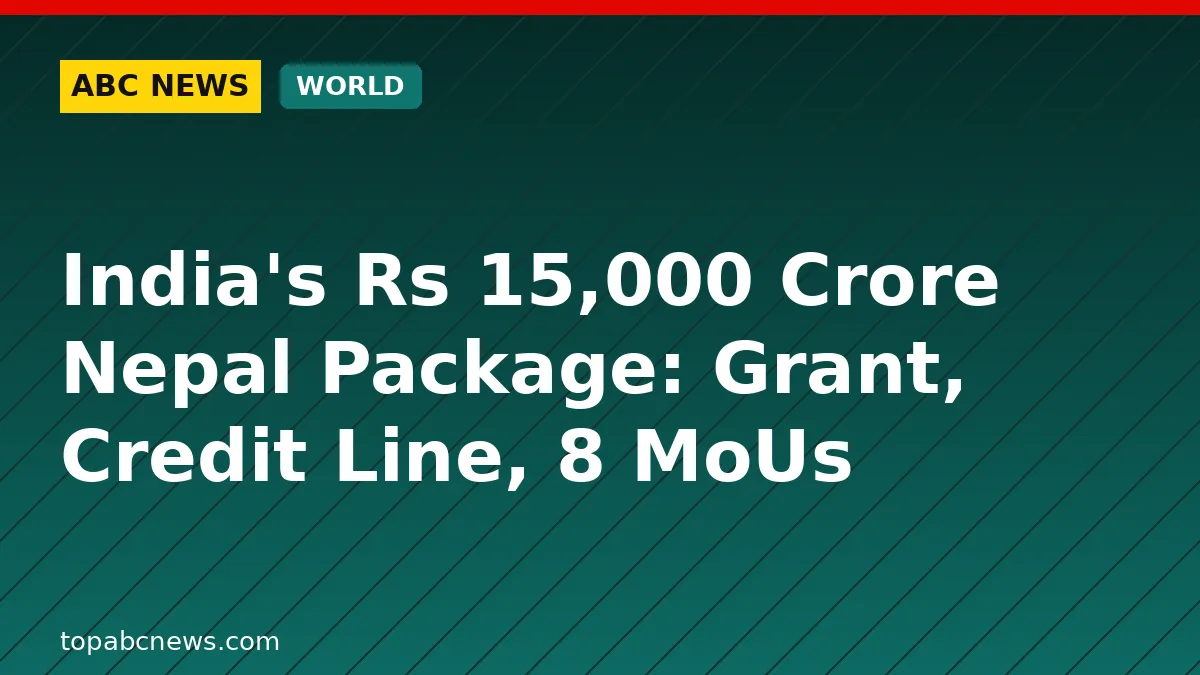 ABC NEWS WORLD
India's Rs 15,000 Crore
Nepal Package: Grant,
Credit Line, 8 MoUs
topabcnews.com